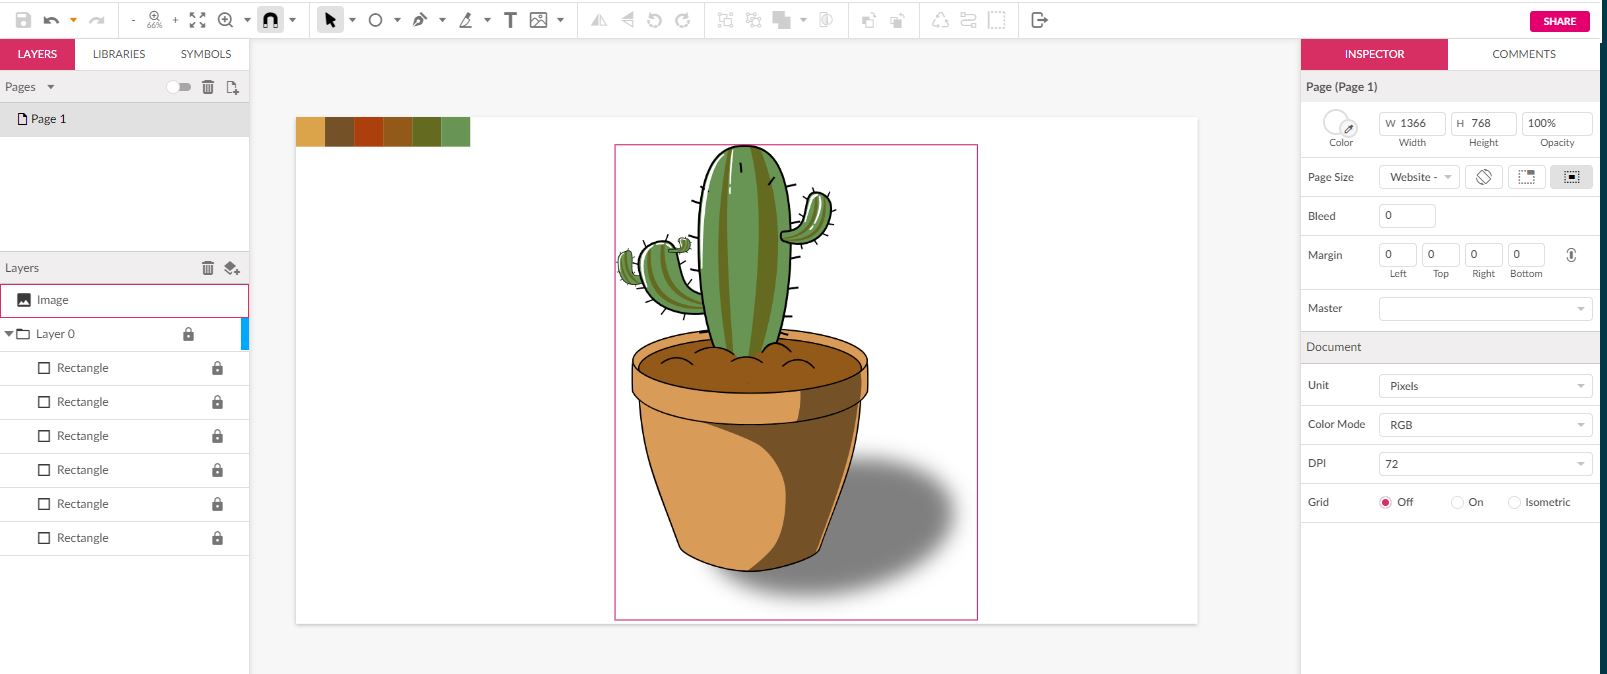 -
66%
+
T
SHARE
LAYERS
LIBRARIES
SYMBOLS
Pages
Page 1
Layers
Image
Layer 0
Rectangle
Rectangle
Rectangle
Rectangle
Rectangle
Rectangle
INSPECTOR
COMMENTS
Page (Page 1)
W 1366
H 768
100%
Color
Width
Height
Opacity
Page Size
Website -
Bleed
0
Margin
0
0
0
0
Left
Top
Right
Bottom
Master
Document
Unit
Pixels
Color Mode
RGB
DPI
72
Grid
Off
On
Isometric